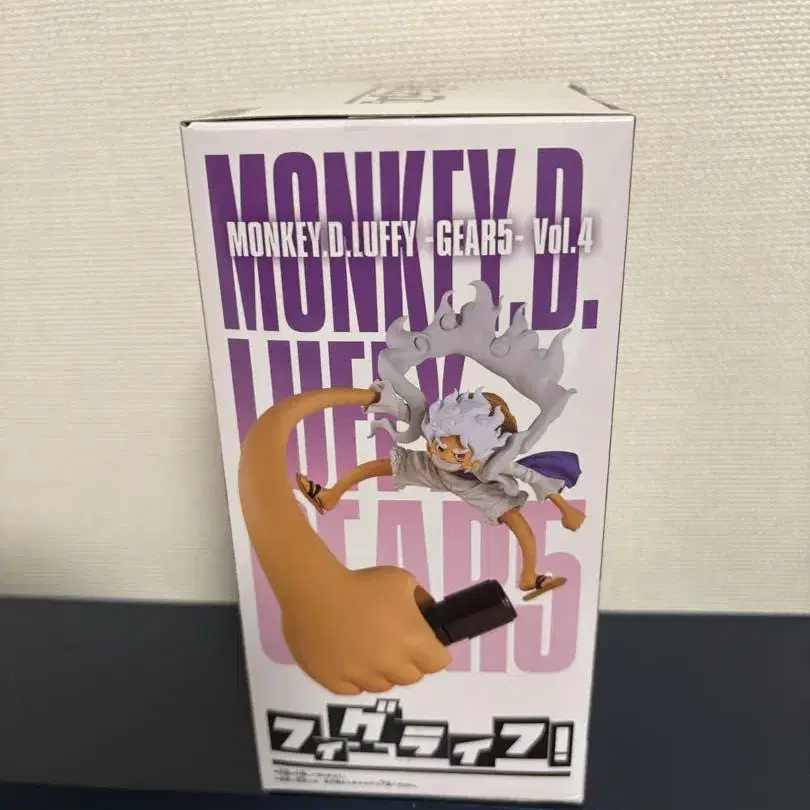 MONKEY.D.
MONKEY.D.LUFFY -GEAR5- Vol.4
LUFFY
GEAR5
フィグライフ!